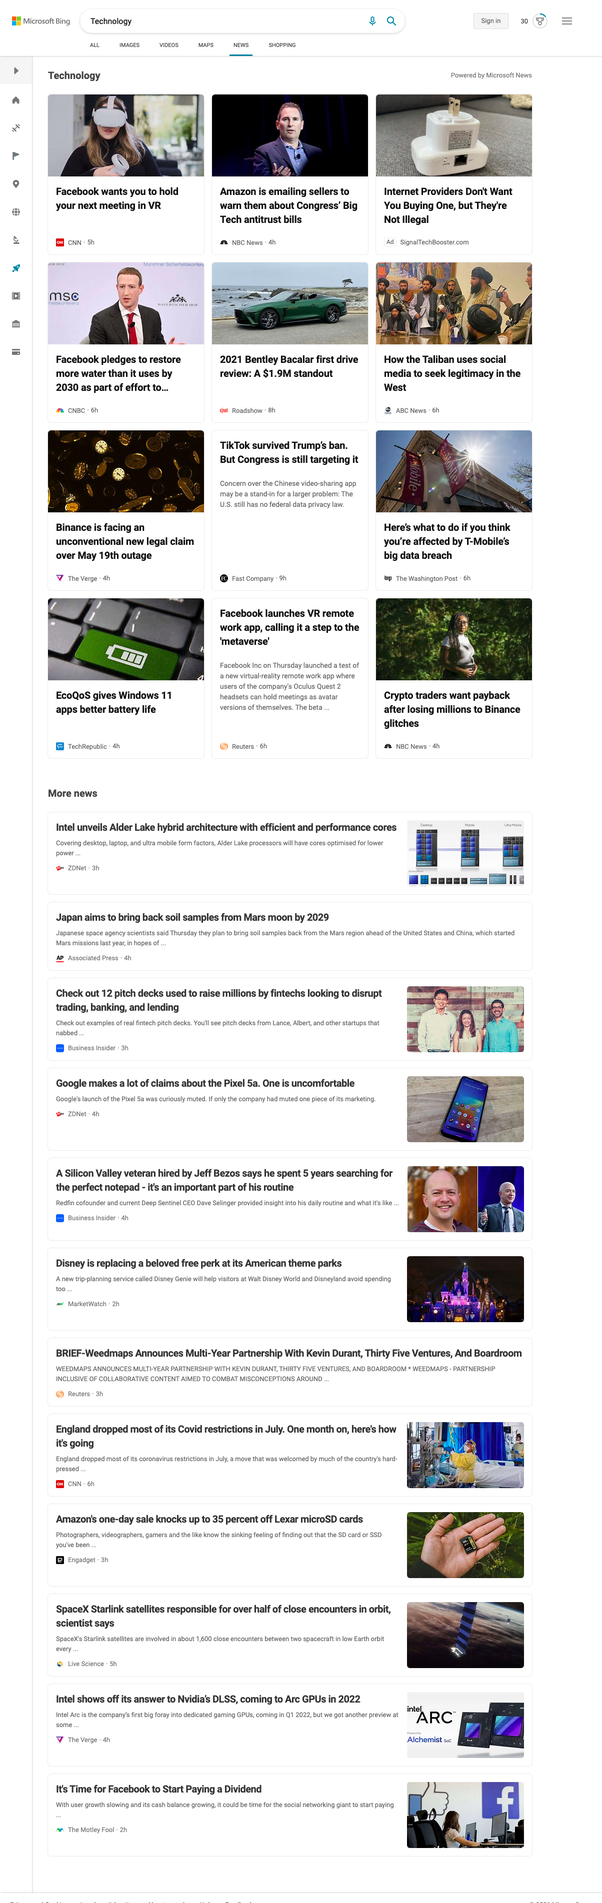 Microsoft Bing
Technology
Sign in
30
ALL
IMAGES
VIDEOS
MAPS
NEWS
SHOPPING
Technology
Powered by Microsoft News
Facebook wants you to hold
your next meeting in VR
CNN · 5h
Amazon is emailing sellers to
warn them about Congress' Big
Tech antitrust bills
NBC News · 4h
Internet Providers Don't Want
You Buying One, but They're
Not Illegal
Ad SignalTechBooster.com
msc
Facebook pledges to restore
more water than it uses by
2030 as part of effort to...
CNBC · 6h
2021 Bentley Bacalar first drive
review: A $1.9M standout
Roadshow · 8h
How the Taliban uses social
media to seek legitimacy in the
West
ABC News · 6h
Binance is facing an
unconventional new legal claim
over May 19th outage
The Verge · 4h
TikTok survived Trump's ban.
But Congress is still targeting it
Concern over the Chinese video-sharing app
may be a stand-in for a larger problem: The
U.S. still has no federal data privacy law.
Fast Company · 9h
Here's what to do if you think
you're affected by T-Mobile's
big data breach
The Washington Post · 6h
EcoQoS gives Windows 11
apps better battery life
TechRepublic · 4h
Facebook launches VR remote
work app, calling it a step to the
'metaverse'
Facebook Inc on Thursday launched a test of
a new virtual-reality remote work app where
users of the company's Oculus Quest 2
headsets can hold meetings as avatar
versions of themselves. The beta ...
Reuters · 6h
Crypto traders want payback
after losing millions to Binance
glitches
NBC News · 4h
More news
Intel unveils Alder Lake hybrid architecture with efficient and performance cores
Covering desktop, laptop, and ultra mobile form factors, Alder Lake processors will have cores optimised for lower
power ...
ZDNet · 3h
Desktop
Mobile
Ultra Mobile
Japan aims to bring back soil samples from Mars moon by 2029
Japanese space agency scientists said Thursday they plan to bring soil samples back from the Mars region ahead of the United States and China, which started
Mars missions last year, in hopes of ...
AP Associated Press · 4h
Check out 12 pitch decks used to raise millions by fintechs looking to disrupt
trading, banking, and lending
Check out examples of real fintech pitch decks. You'll see pitch decks from Lance, Albert, and other startups that
nabbed ...
Business Insider · 3h
Google makes a lot of claims about the Pixel 5a. One is uncomfortable
Google's launch of the Pixel 5a was curiously muted. If only the company had muted one piece of its marketing.
ZDNet · 4h
A Silicon Valley veteran hired by Jeff Bezos says he spent 5 years searching for
the perfect notepad - it's an important part of his routine
Redfin cofounder and current Deep Sentinel CEO Dave Selinger provided insight into his daily routine and what it's like ...
Business Insider · 4h
Disney is replacing a beloved free perk at its American theme parks
A new trip-planning service called Disney Genie will help visitors at Walt Disney World and Disneyland avoid spending
too ...
MarketWatch · 2h
BRIEF-Weedmaps Announces Multi-Year Partnership With Kevin Durant, Thirty Five Ventures, And Boardroom
WEEDMAPS ANNOUNCES MULTI-YEAR PARTNERSHIP WITH KEVIN DURANT, THIRTY FIVE VENTURES, AND BOARDROOM * WEEDMAPS - PARTNERSHIP
INCLUSIVE OF COLLABORATIVE CONTENT AIMED TO COMBAT MISCONCEPTIONS AROUND ...
Reuters · 3h
England dropped most of its Covid restrictions in July. One month on, here's how
it's going
England dropped most of its coronavirus restrictions in July, a move that was welcomed by much of the country's hard-
pressed ...
CNN · 6h
Amazon's one-day sale knocks up to 35 percent off Lexar microSD cards
Photographers, videographers, gamers and the like know the sinking feeling of finding out that the SD card or SSD
you've been ...
Engadget · 3h
SpaceX Starlink satellites responsible for over half of close encounters in orbit,
scientist says
SpaceX's Starlink satellites are involved in about 1,600 close encounters between two spacecraft in low Earth orbit
every ...
Live Science · 5h
Intel shows off its answer to Nvidia's DLSS, coming to Arc GPUs in 2022
Intel Arc is the company's first big foray into dedicated gaming GPUs, coming in Q1 2022, but we got another preview at
some ...
The Verge · 4h
intel
ARC
Alchemist SoC
It's Time for Facebook to Start Paying a Dividend
With user growth slowing and its cash balance growing, it could be time for the social networking giant to start paying
...
The Motley Fool · 2h